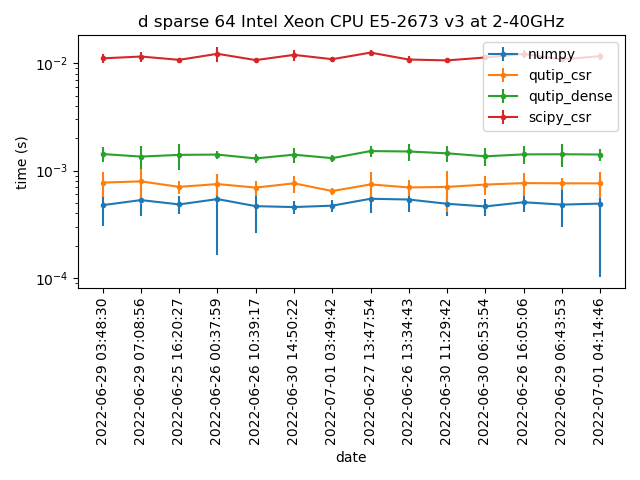 d sparse 64 Intel Xeon CPU E5-2673 v3 at 2-40GHz
numpy
qutip_csr
qutip_dense
scipy_csr
time (s)
10⁻²
10⁻³
10⁻⁴
2022-06-29 03:48:30
2022-06-29 07:08:56
2022-06-25 16:20:27
2022-06-26 00:37:59
2022-06-26 10:39:17
2022-06-30 14:50:22
2022-07-01 03:49:42
2022-06-27 13:47:54
2022-06-26 13:34:43
2022-06-30 11:29:42
2022-06-30 06:53:54
2022-06-26 16:05:06
2022-06-29 06:43:53
2022-07-01 04:14:46
date